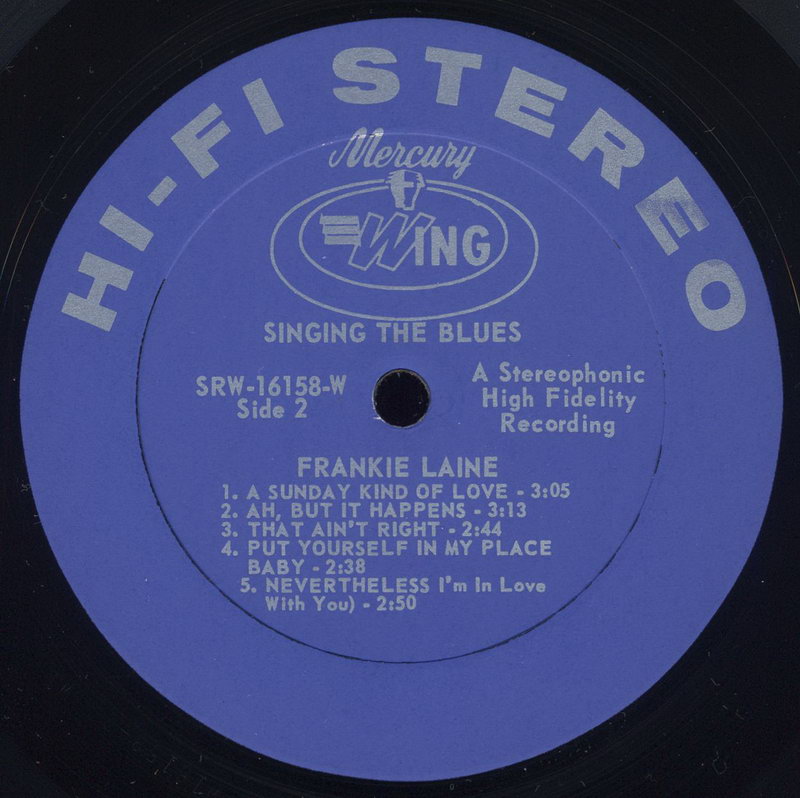 HI-FI STEREO
Mercury
WING
SINGING THE BLUES
SRW-16158-W
Side 2
A Stereophonic
High Fidelity
Recording
FRANKIE LAINE
1. A SUNDAY KIND OF LOVE - 3:05
2. AH, BUT IT HAPPENS - 3:13
3. THAT AIN'T RIGHT - 2:44
4. PUT YOURSELF IN MY PLACE
BABY - 2:38
5. NEVERTHELESS I'm In Love
With You) - 2:50